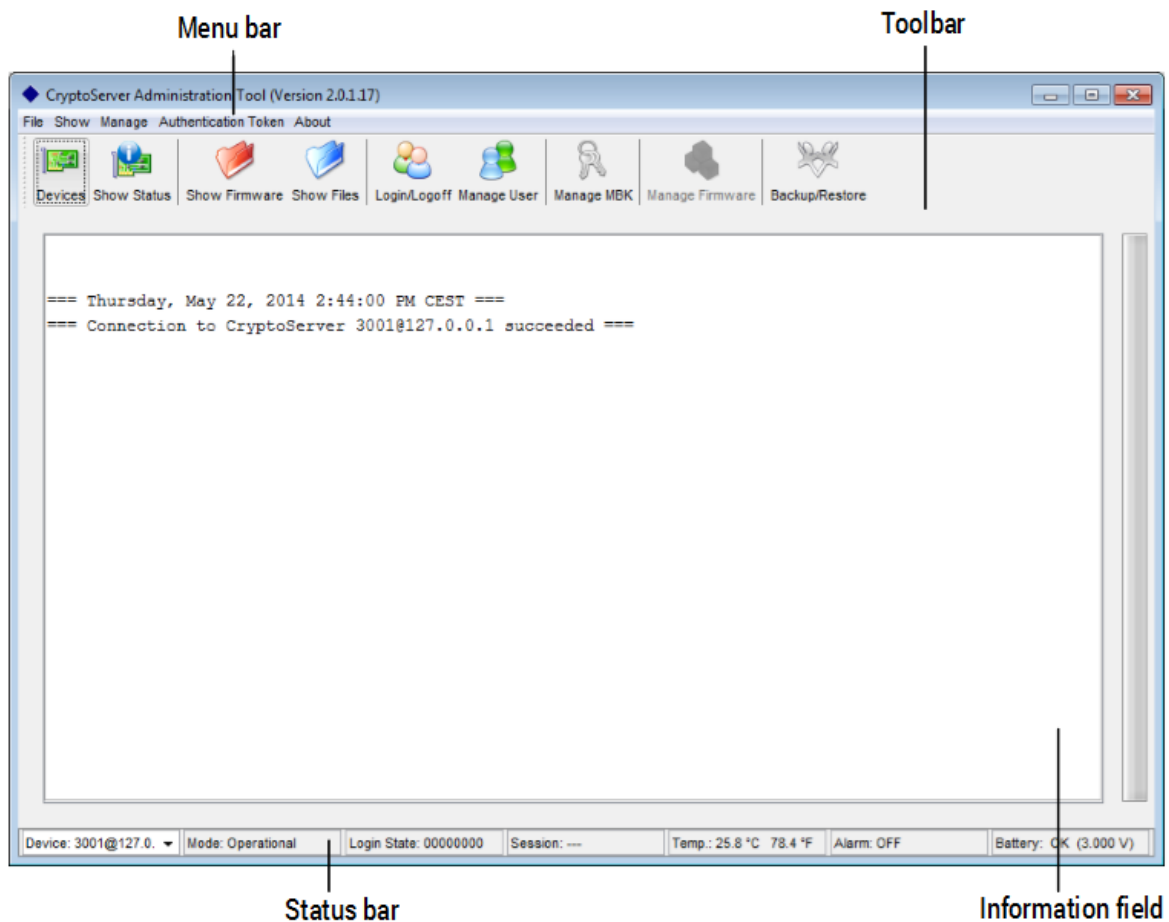 Menu bar
Toolbar
CryptoServer Administration Tool (Version 2.0.1.17)
File Show Manage Authentication Token About
Devices Show Status Show Firmware Show Files Login/Logoff Manage User Manage MBK Manage Firmware Backup/Restore
=== Thursday, May 22, 2014 2:44:00 PM CEST ===
=== Connection to CryptoServer 3001@127.0.0.1 succeeded ===
Device: 3001@127.0. Mode: Operational Login State: 00000000 Session: --- Temp.: 25.8 °C 78.4 °F Alarm: OFF Battery: OK (3.000 V)
Status bar
Information field